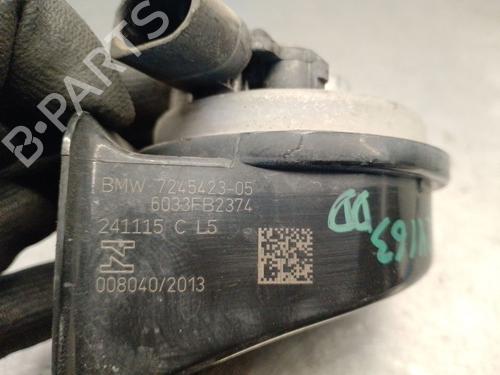 B-PARTS
BMW 7245423-05
6033FB2374
241115 C L5
008040/2013